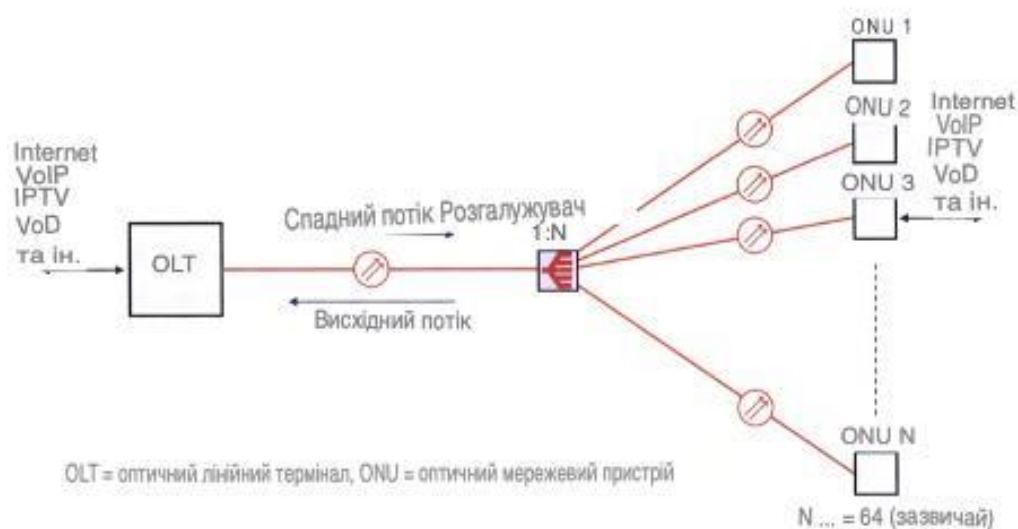 ONU 1
ONU 2
ONU 3
Internet
VoIP
IPTV
VoD
та ін.
Internet
VoIP
IPTV
VoD
та ін.
OLT
Спадний потік Розгалужувач
1:N
Висхідний потік
ONU N
OLT = оптичний лінійний термінал, ONU = оптичний мережевий пристрій
N ... = 64 (зазвичай)